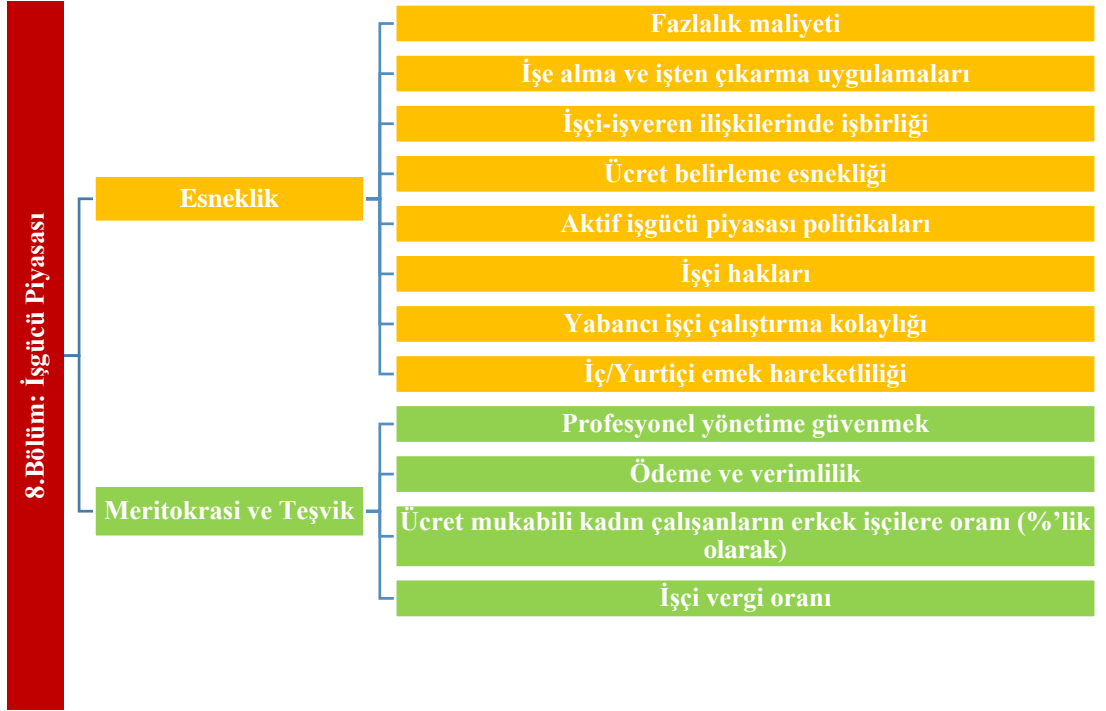 8.Bölüm: İşgücü Piyasası
Esneklik
Fazlalık maliyeti
İşe alma ve işten çıkarma uygulamaları
İşçi-işveren ilişkilerinde işbirliği
Ücret belirleme esnekliği
Aktif işgücü piyasası politikaları
İşçi hakları
Yabancı işçi çalıştırma kolaylığı
İç/Yurtiçi emek hareketliliği
Meritokrasi ve Teşvik
Profesyonel yönetime güvenmek
Ödeme ve verimlilik
Ücret mukabili kadın çalışanların erkek işçilere oranı (%’lik
olarak)
İşçi vergi oranı